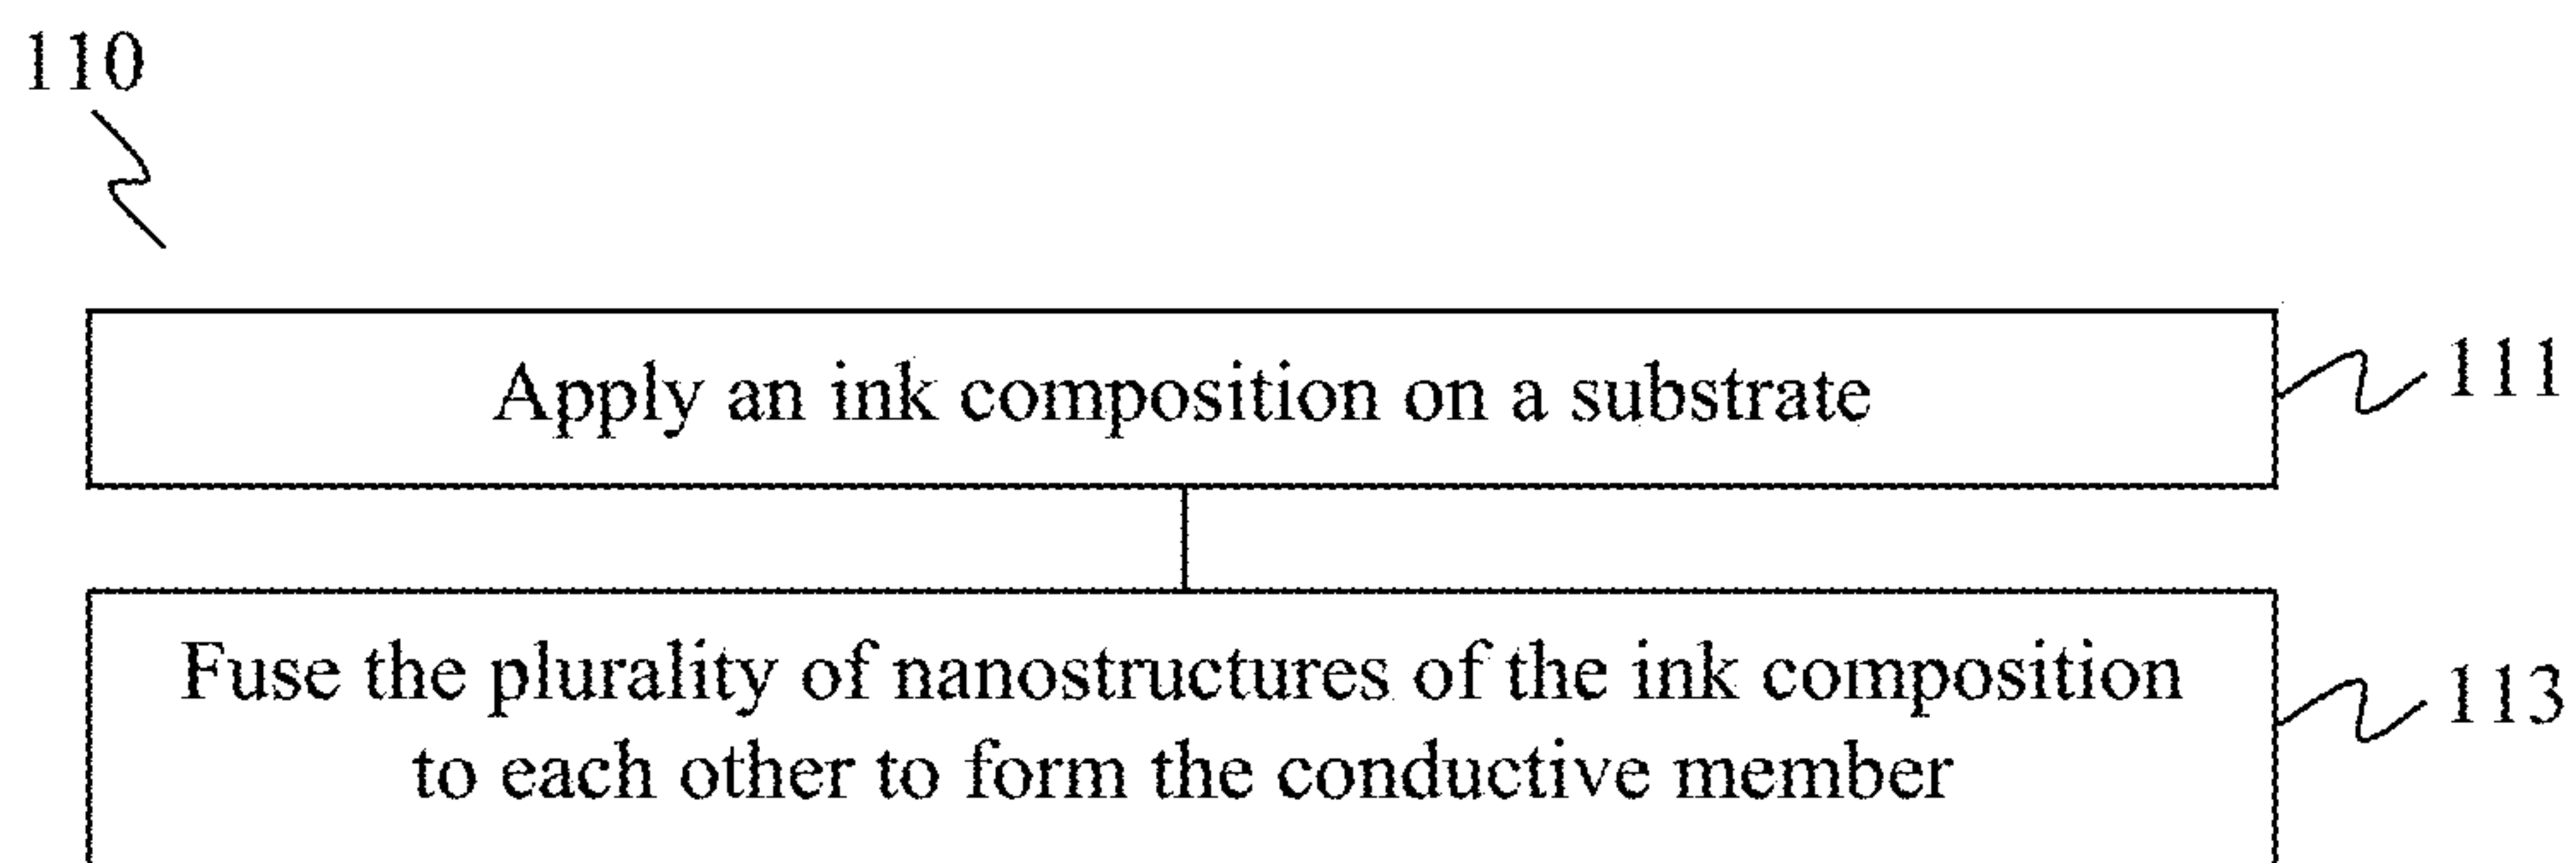 110
Apply an ink composition on a substrate
111
Fuse the plurality of nanostructures of the ink composition
to each other to form the conductive member
113